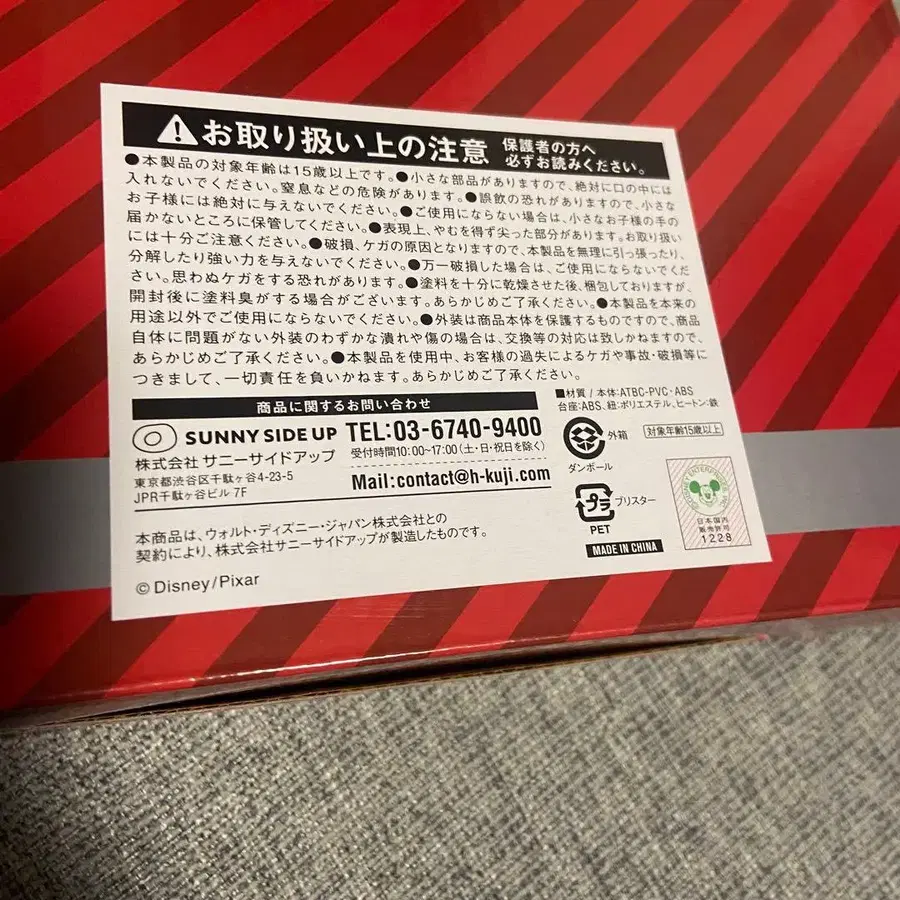 お取り扱い上の注意 保護者の方へ
必ずお読みください。
●本製品の対象年齢は15歳以上です。●小さな部品がありますので、絶対に口の中には
入れないでください。窒息などの危険があります。●誤飲の恐れがありますので、小さな
お子様には絶対に与えないでください。●ご使用にならない場合は、小さなお子様の手の
届かないところに保管してください。●表現上、やむを得ず尖った部分があります。お取り扱い
には十分ご注意ください。●破損、ケガの原因となりますので、本製品を無理に引っ張ったり、
分解したり強い力を与えないでください。●万一破損した場合は、ご使用にならないでくだ
さい。思わぬケガをする恐れがあります。●塗料を十分に乾燥させた後、梱包しておりますが、
開封後に塗料臭がする場合がございます。あらかじめご了承ください。●本製品を本来の
用途以外でご使用にならないでください。●外装は商品本体を保護するものですので、商品
自体に問題がない外装のわずかな潰れや傷の場合は、交換等の対応は致しかねますので、
あらかじめご了承ください。●本製品を使用中、お客様の過失によるケガや事故・破損等に
つきまして、一切責任を負いかねます。あらかじめご了承ください。
商品に関するお問い合わせ
SUNNY SIDE UP TEL:03-6740-9400
株式会社 サニーサイドアップ 受付時間10:00~17:00(土・日・祝日を除く)
東京都渋谷区千駄ヶ谷4-23-5
JPR千駄ヶ谷ビル 7F
Mail:contact@h-kuji.com
本商品は、ウォルト・ディズニー・ジャパン株式会社との
契約により、株式会社サニーサイドアップが製造したものです。
©Disney/Pixar
■材質 / 本体:ATBC-PVC・ABS
台座:ABS、紐:ポリエステル、ヒートン:鉄
外箱
ダンボール
対象年齢15歳以上
プラ
ブリスター
PET
MADE IN CHINA
日本国内
販売許可
1228